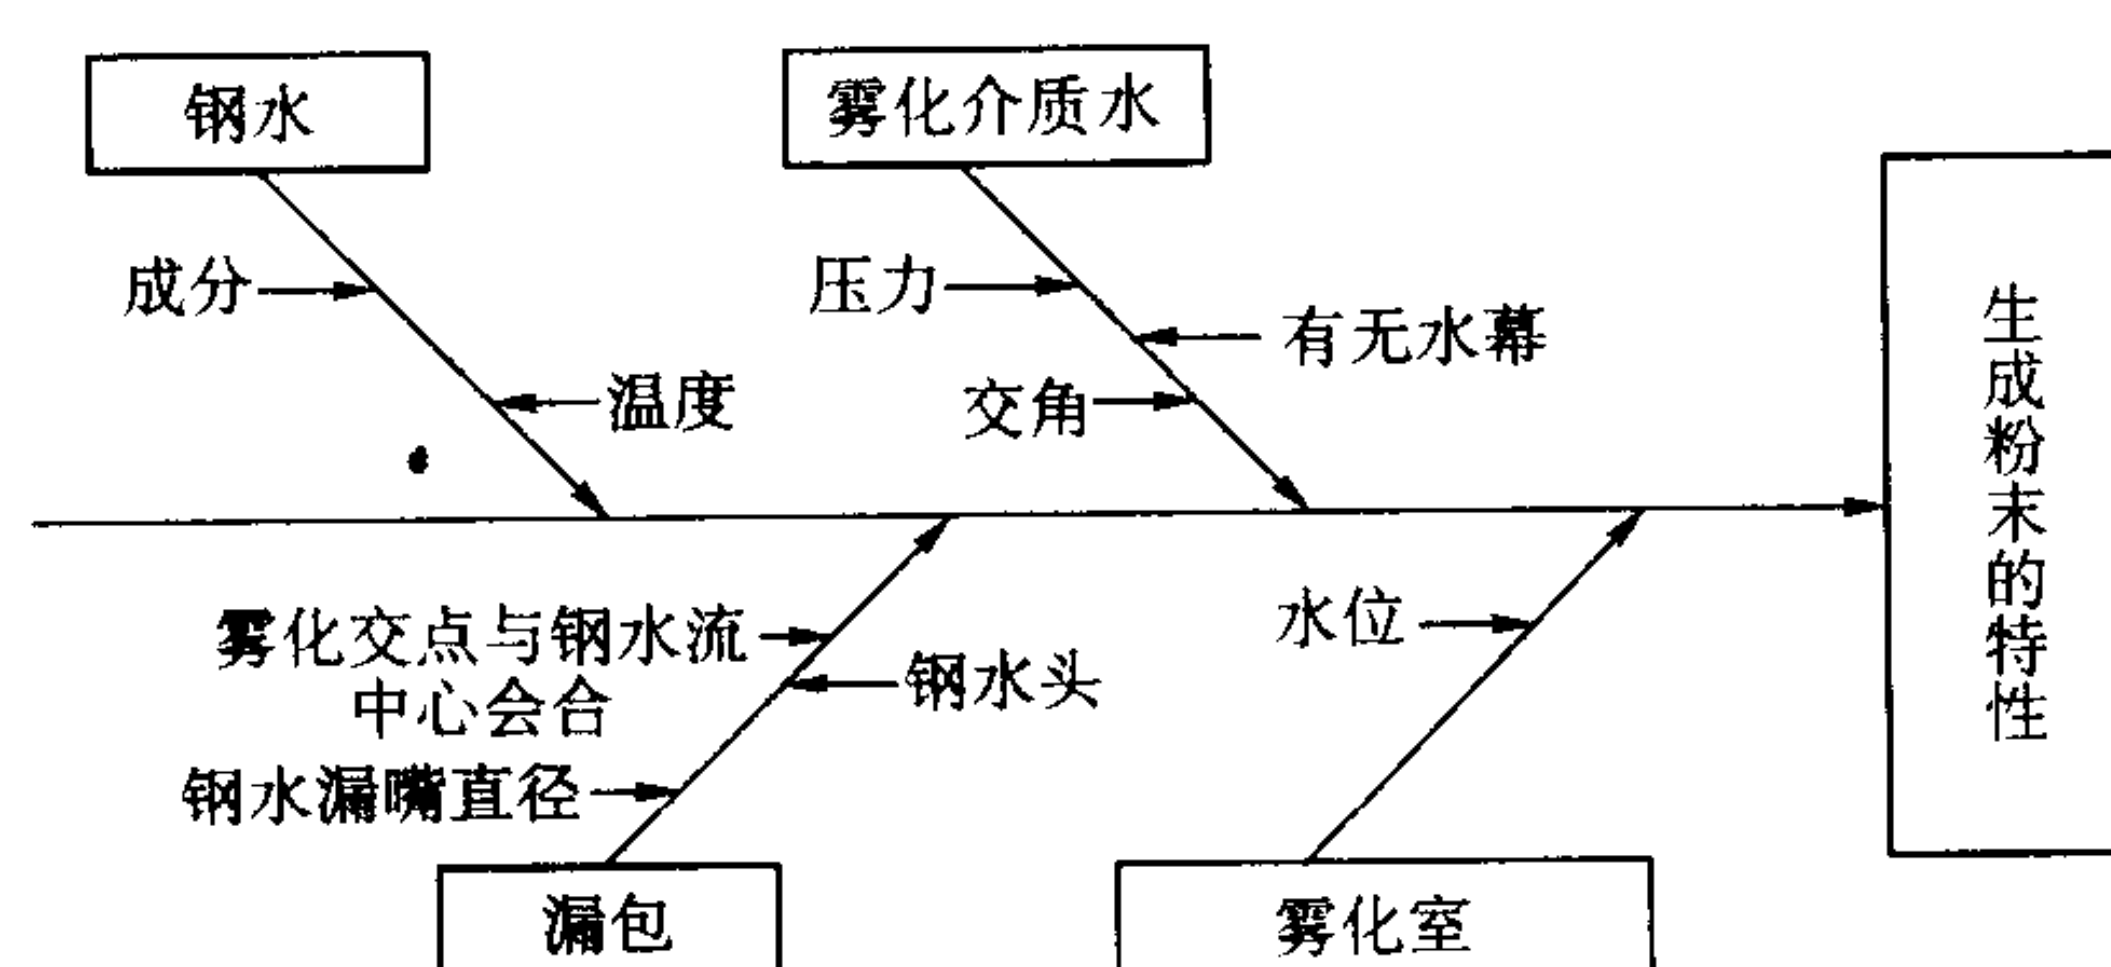 钢水
雾化介质水
成分
压力
有无水幕
温度
交角
生成粉末的特性
雾化交点与钢水流
中心会合
水位
钢水头
钢水漏嘴直径
漏包
雾化室